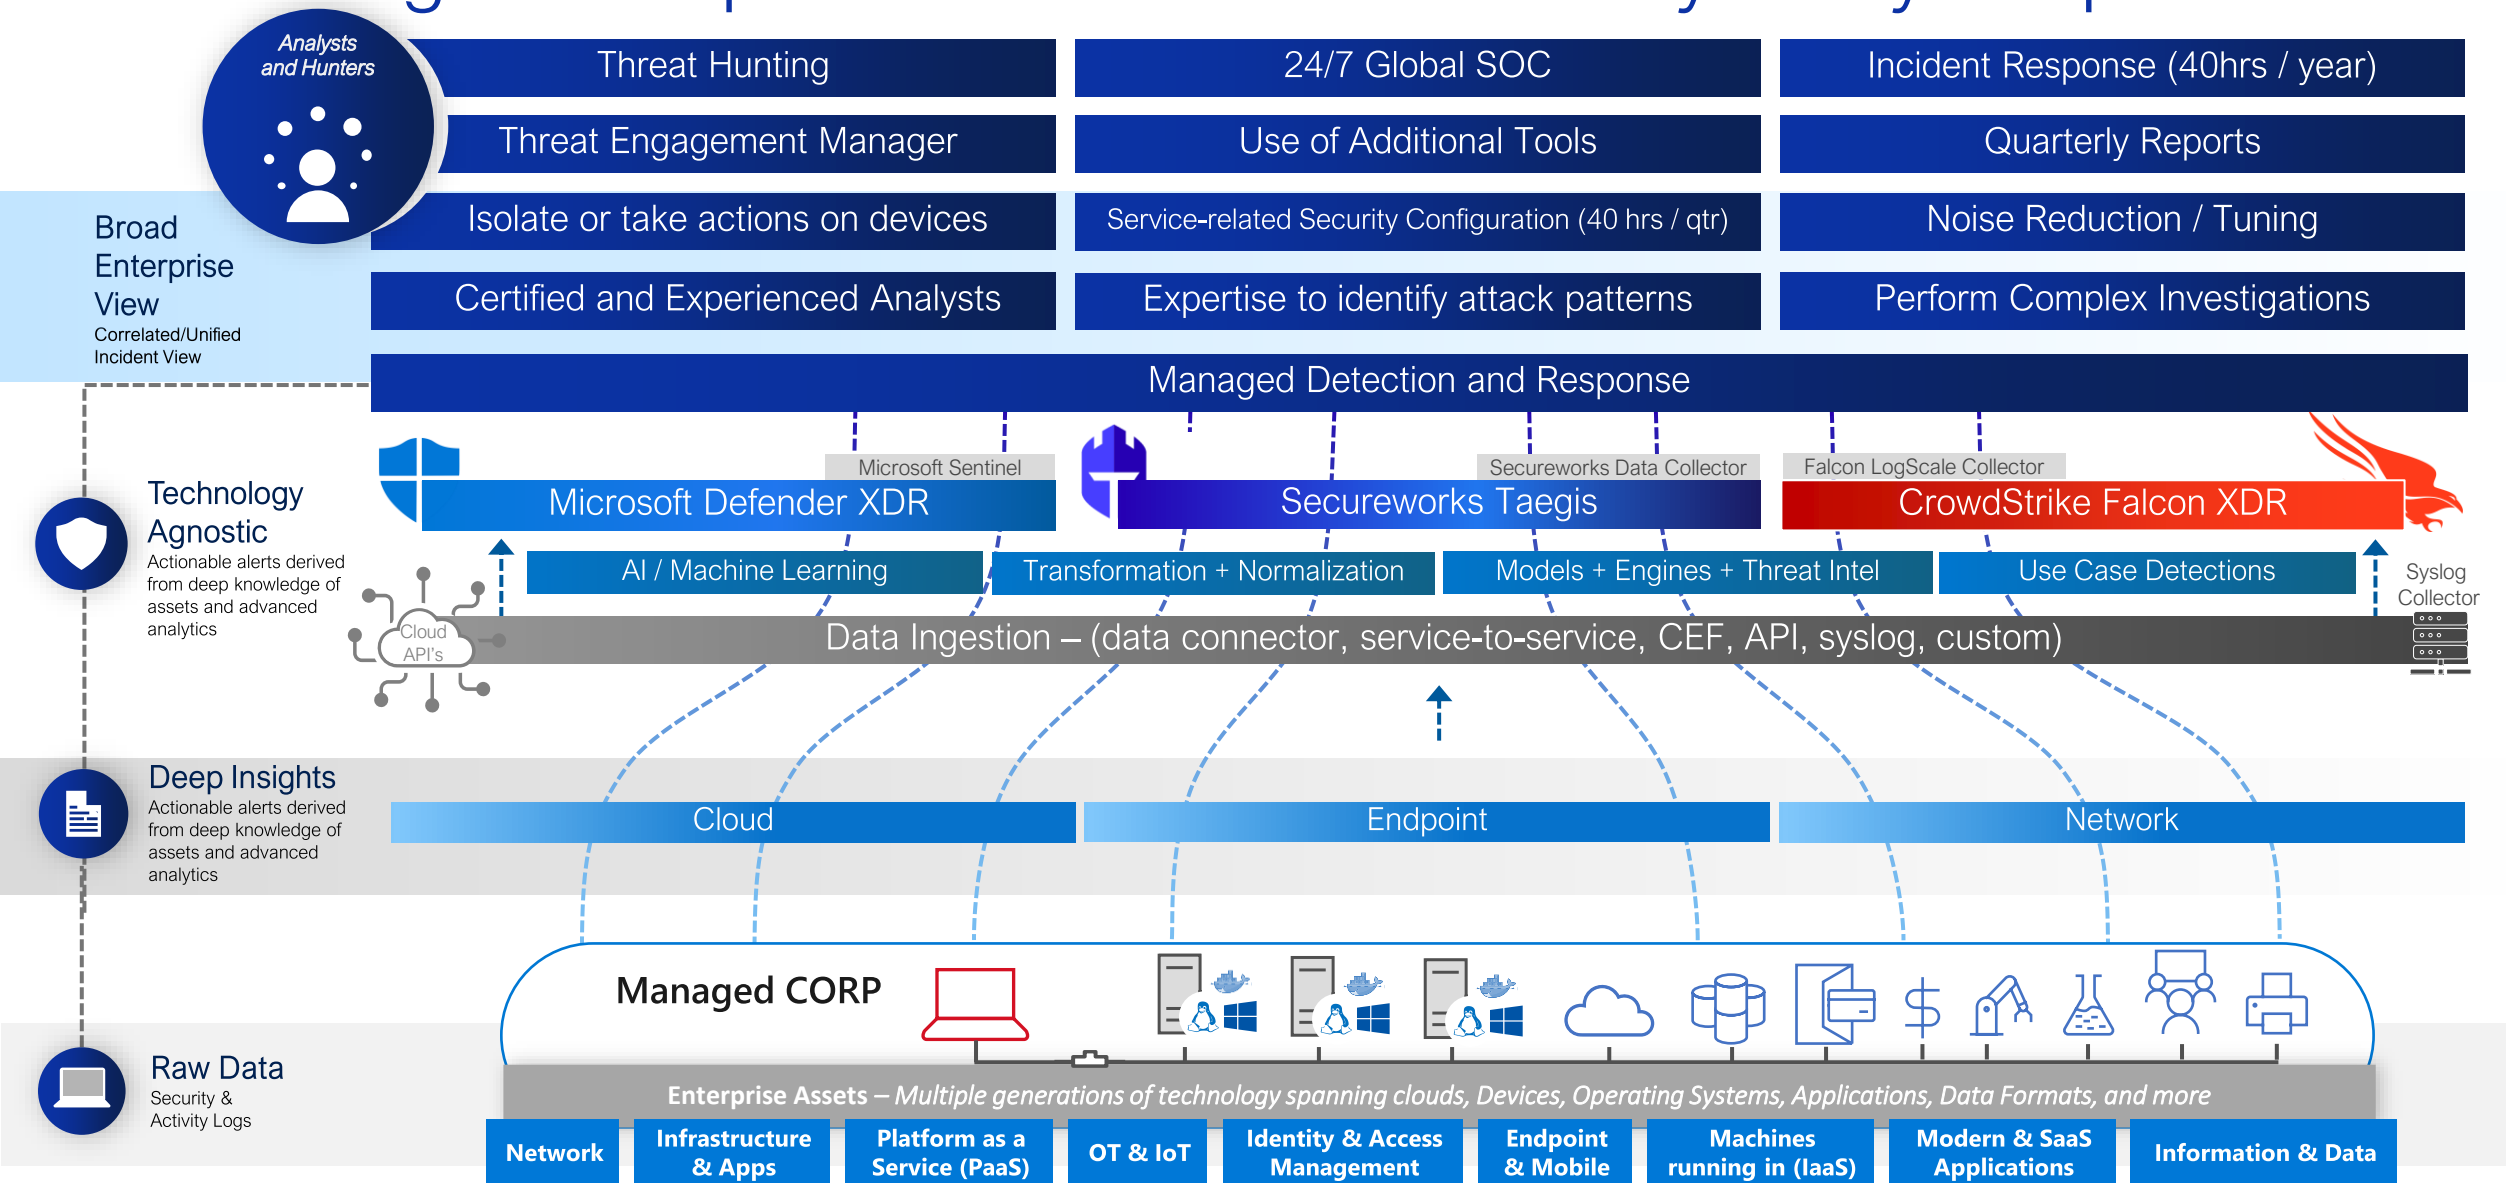 Analysts
and Hunters
Threat Hunting
24/7 Global SOC
Incident Response (40hrs / year)
Threat Engagement Manager
Use of Additional Tools
Quarterly Reports
Isolate or take actions on devices
Service-related Security Configuration (40 hrs / qtr)
Noise Reduction / Tuning
Certified and Experienced Analysts
Expertise to identify attack patterns
Perform Complex Investigations
Managed Detection and Response
Broad
Enterprise
View
Correlated/Unified
Incident View
Microsoft Sentinel
Microsoft Defender XDR
Secureworks Data Collector
Secureworks Taegis
Falcon LogScale Collector
CrowdStrike Falcon XDR
Technology
Agnostic
Actionable alerts derived
from deep knowledge of
assets and advanced
analytics
AI / Machine Learning
Transformation + Normalization
Models + Engines + Threat Intel
Use Case Detections
Syslog
Collector
Cloud
API's
Data Ingestion – (data connector, service-to-service, CEF, API, syslog, custom)
Deep Insights
Actionable alerts derived
from deep knowledge of
assets and advanced
analytics
Cloud
Endpoint
Network
Managed CORP
Raw Data
Security &
Activity Logs
Enterprise Assets – Multiple generations of technology spanning clouds, Devices, Operating Systems, Applications, Data Formats, and more
Network
Infrastructure
& Apps
Platform as a
Service (PaaS)
OT & IoT
Identity & Access
Management
Endpoint
& Mobile
Machines
running in (IaaS)
Modern & SaaS
Applications
Information & Data